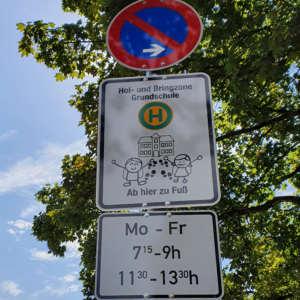 Hol- und Bringzone
Grundschule
H
Ab hier zu Fuß
Mo - Fr
7¹⁵-9h
11³⁰-13³⁰h